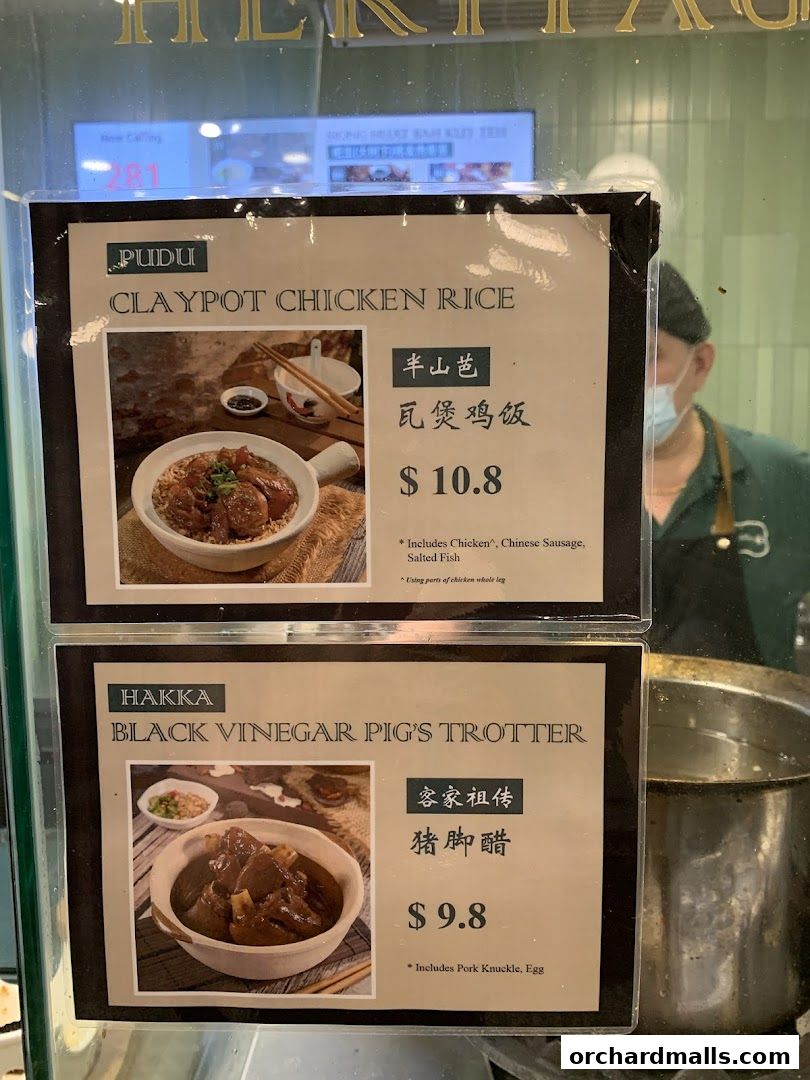 HERITAG
Now Calling
281
PUDU
CLAYPOT CHICKEN RICE
半山芭
瓦煲鸡饭
$ 10.8
* Includes Chicken^, Chinese Sausage,
Salted Fish
^ Using parts of chicken whole leg
HAKKA
BLACK VINEGAR PIG'S TROTTER
客家祖传
猪脚醋
$ 9.8
* Includes Pork Knuckle, Egg
orchardmalls.com